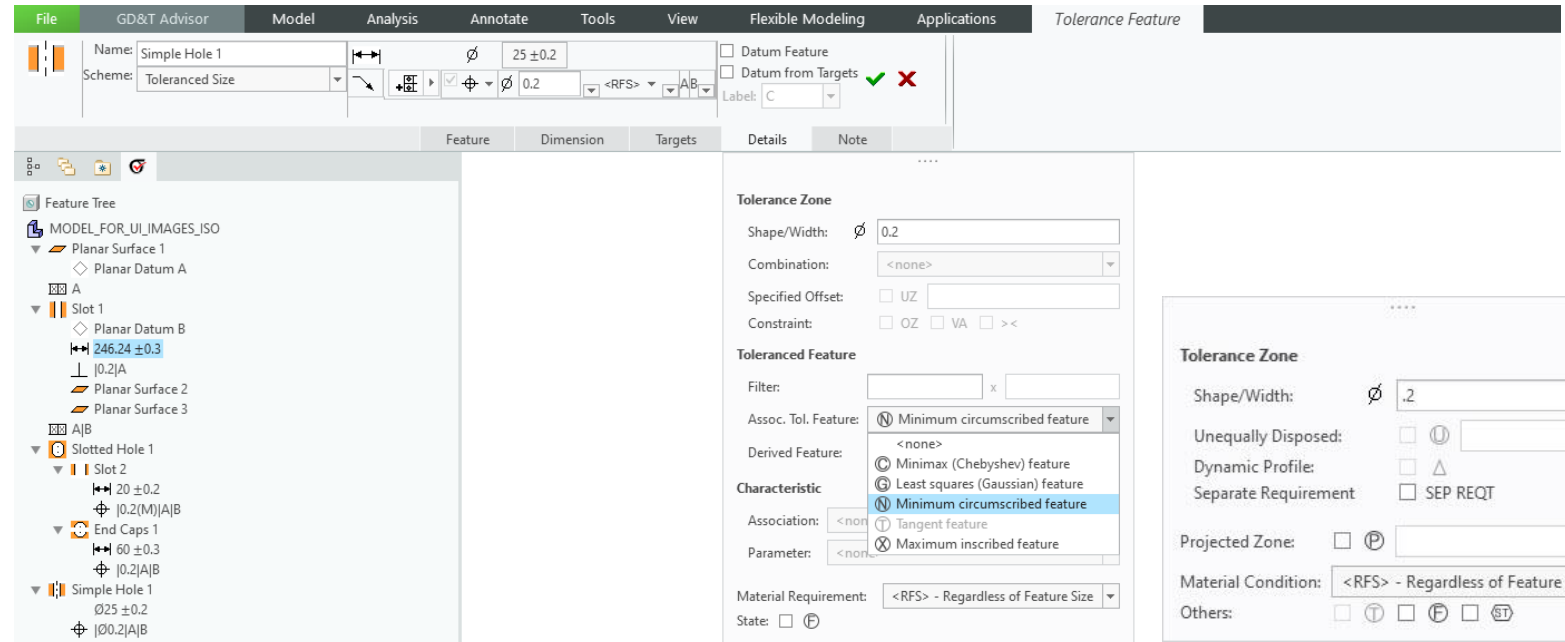 File GD&T Advisor Model Analysis Annotate Tools View Flexible Modeling Applications Tolerance Feature
Name: Simple Hole 1
Scheme: Toleranced Size
Ø 25 ±0.2
Ø 0.2 <RFS> AB
Datum Feature
Datum from Targets
Label: C
Feature Dimension Targets Details Note
Feature Tree
MODEL_FOR_UI_IMAGES_ISO
Planar Surface 1
Planar Datum A
A
Slot 1
Planar Datum B
246.24 ±0.3
|0.2|A
Planar Surface 2
Planar Surface 3
A|B
Slotted Hole 1
Slot 2
20 ±0.2
|0.2(M)|A|B
End Caps 1
60 ±0.3
|0.2|A|B
Simple Hole 1
Ø25 ±0.2
|Ø0.2|A|B
Tolerance Zone
Shape/Width: Ø 0.2
Combination: <none>
Specified Offset: UZ
Constraint: OZ VA ><
Toleranced Feature
Filter: x
Assoc. Tol. Feature: Ⓝ Minimum circumscribed feature
<none>
Derived Feature:
Ⓒ Minimax (Chebyshev) feature
Ⓖ Least squares (Gaussian) feature
Characteristic
Ⓝ Minimum circumscribed feature
Association: <non
Ⓣ Tangent feature
Ⓧ Maximum inscribed feature
Parameter: <none
Material Requirement: <RFS> - Regardless of Feature Size
State: Ⓕ
Tolerance Zone
Shape/Width: Ø .2
Unequally Disposed: Ⓤ
Dynamic Profile: △
Separate Requirement SEP REQT
Projected Zone: Ⓟ
Material Condition: <RFS> - Regardless of Feature
Others: Ⓣ Ⓕ ST